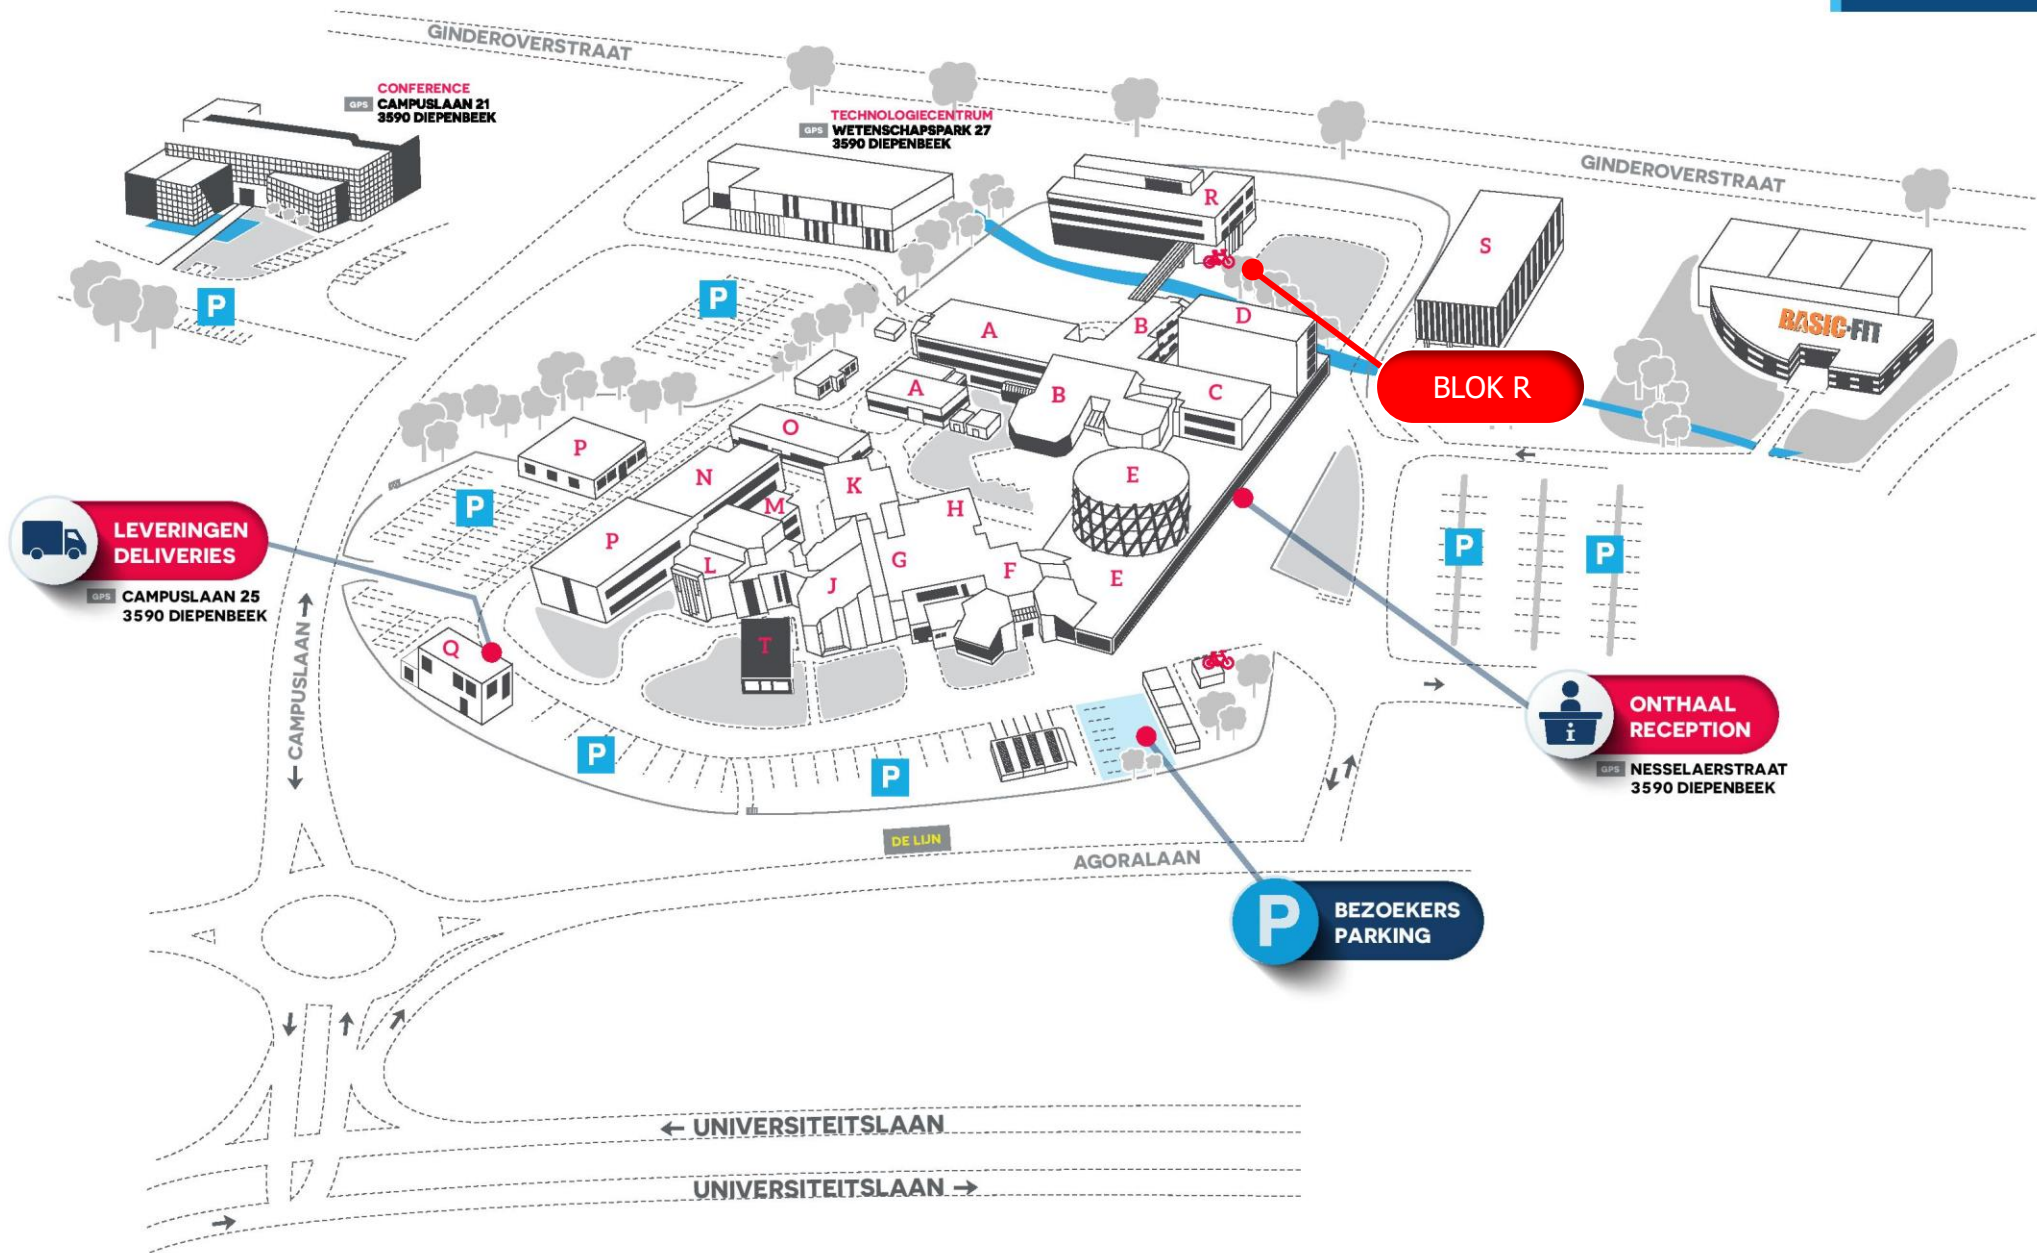 GINDEROVERSTRAAT
CONFERENCE
GPS CAMPUSLAAN 21
3590 DIEPENBEEK
TECHNOLOGIECENTRUM
GPS WETENSCHAPSPARK 27
3590 DIEPENBEEK
GINDEROVERSTRAAT
R
S
P
P
A
B
D
BASIC-FIT
BLOK R
A
B
C
O
P
N
K
E
M
H
P
LEVERINGEN
DELIVERIES
GPS CAMPUSLAAN 25
3590 DIEPENBEEK
P
L
J
G
F
E
P
P
CAMPUSLAAN
Q
T
ONTHAAL
RECEPTION
i
GPS NESSELAERSTRAAT
3590 DIEPENBEEK
P
P
DE LIJN
AGORALAAN
P
BEZOEKERS
PARKING
← UNIVERSITEITSLAAN
UNIVERSITEITSLAAN →